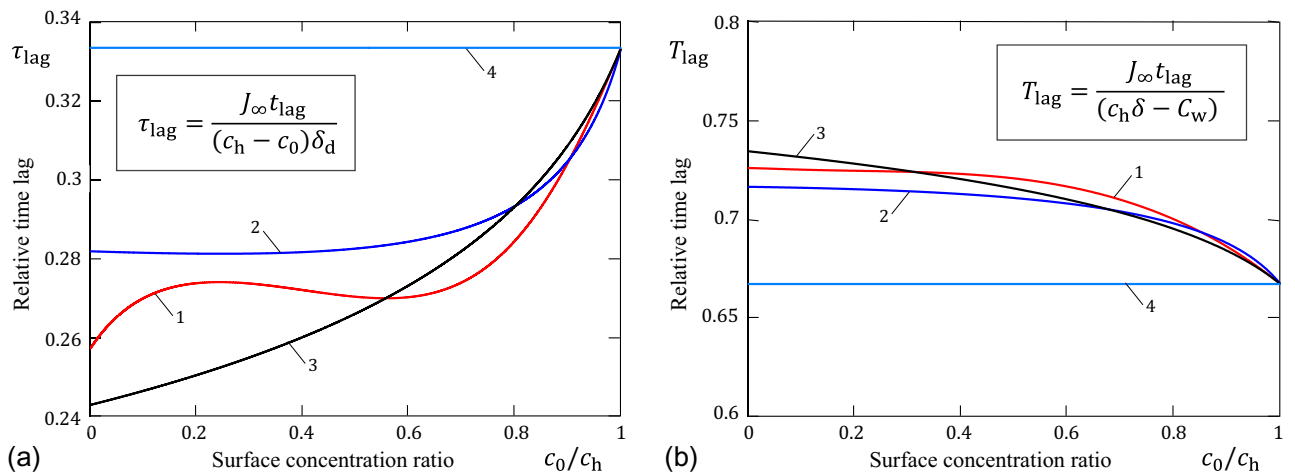 0.34
τlag
0.32
0.3
0.28
0.26
0.24
Relative time lag
τlag = J∞tlag / (ch − c0)δd
4
2
1
3
0 0.2 0.4 0.6 0.8 1
(a) Surface concentration ratio c0/ch
0.8
Tlag
0.75
0.7
0.65
0.6
Relative time lag
Tlag = J∞tlag / (chδ − Cw)
3
1
2
4
0 0.2 0.4 0.6 0.8 1
(b) Surface concentration ratio c0/ch